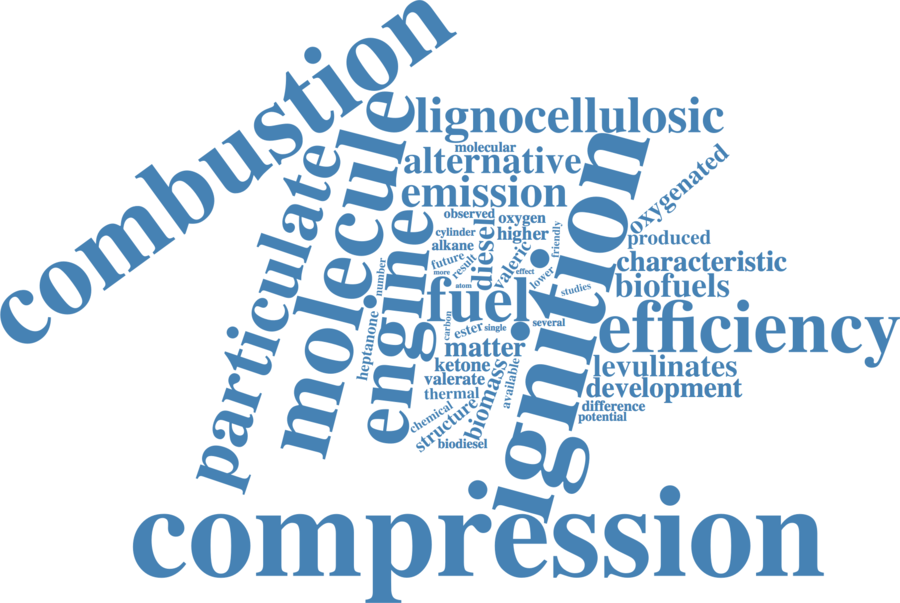 combustion
lignocellulosic
molecule
molecular
particulate
alternative
oxygenated
emission
ignition
observed
oxygen
engine
cylinder
higher
diesel
friendly
produced
alkane
valeric
future
result
characteristic
number
more
effect
lower
atom
studies
biofuels
fuel
heptanone
carbon
ester
single
several
efficiency
matter
ketone
levulinates
valerate
biomass
available
development
thermal
chemical
structure
difference
potential
biodiesel
compression